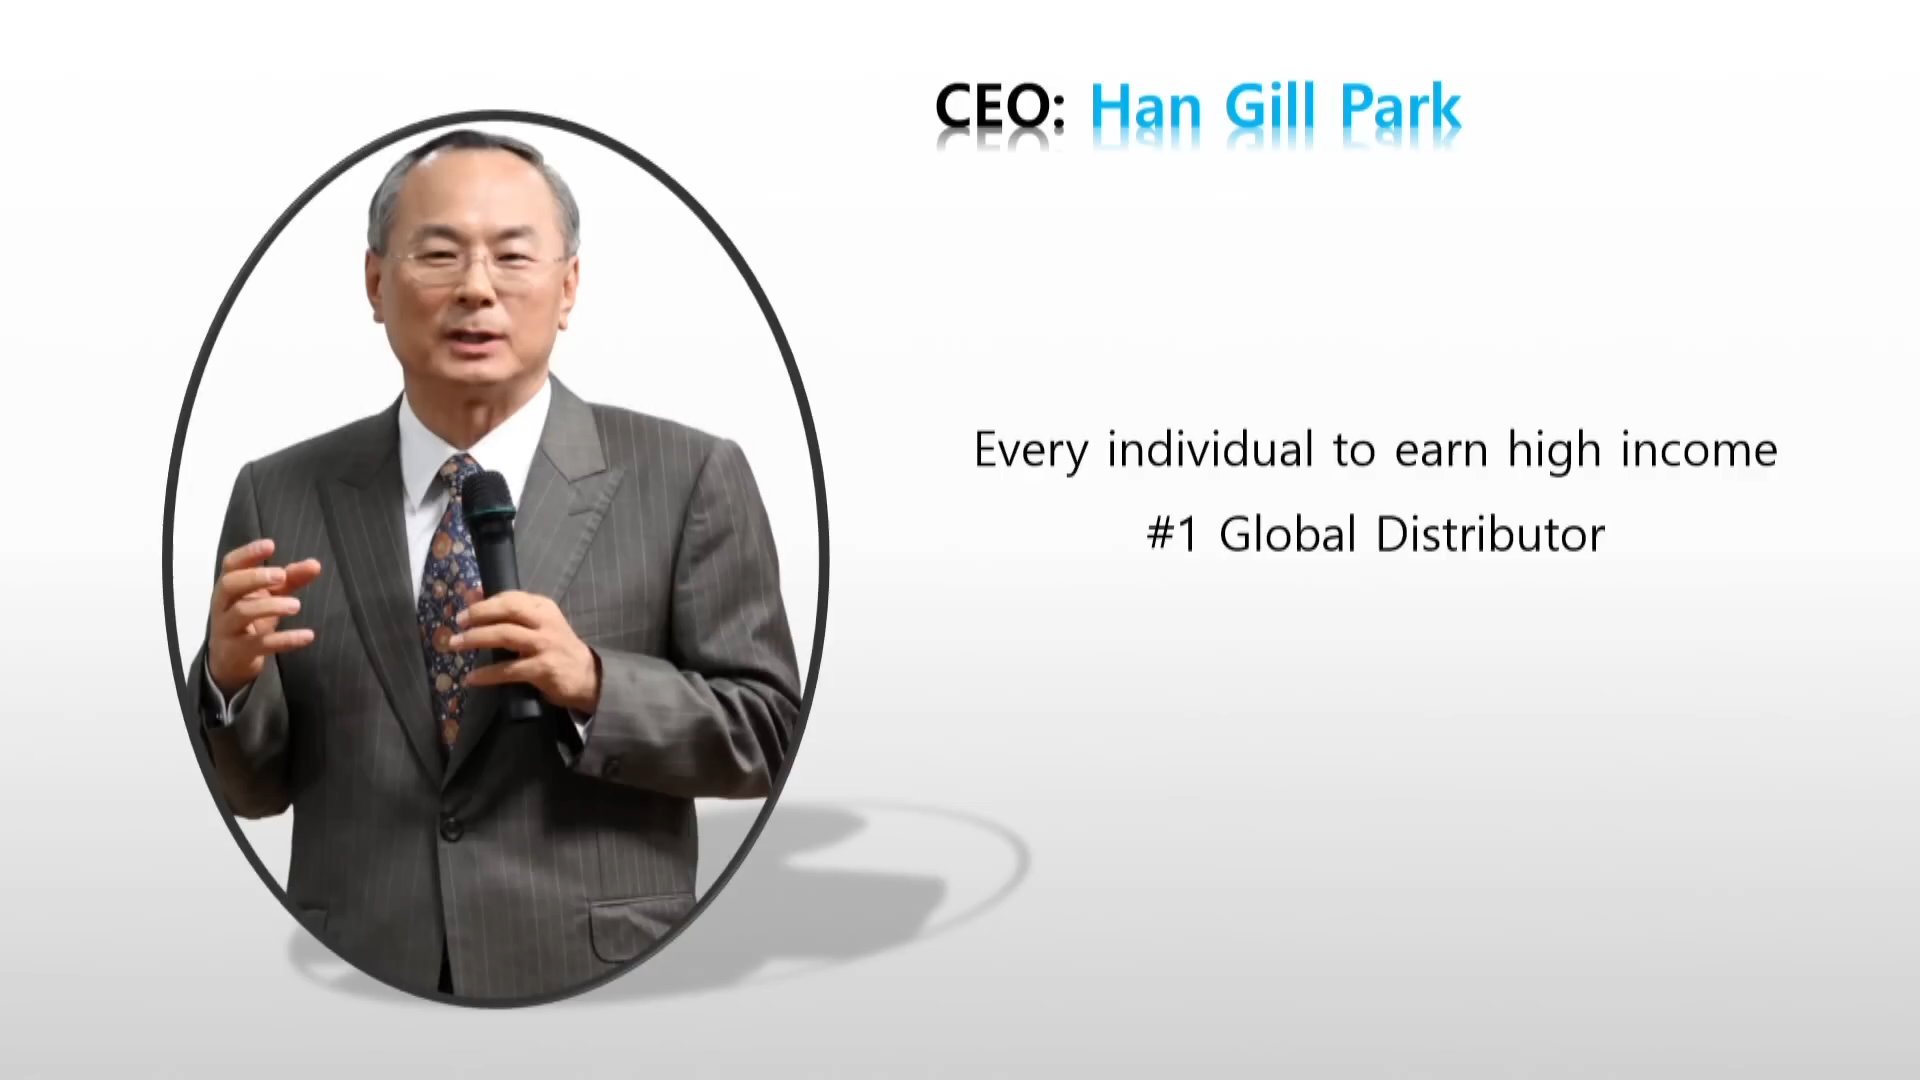 CEO: Han Gill Park
Every individual to earn high income
#1 Global Distributor